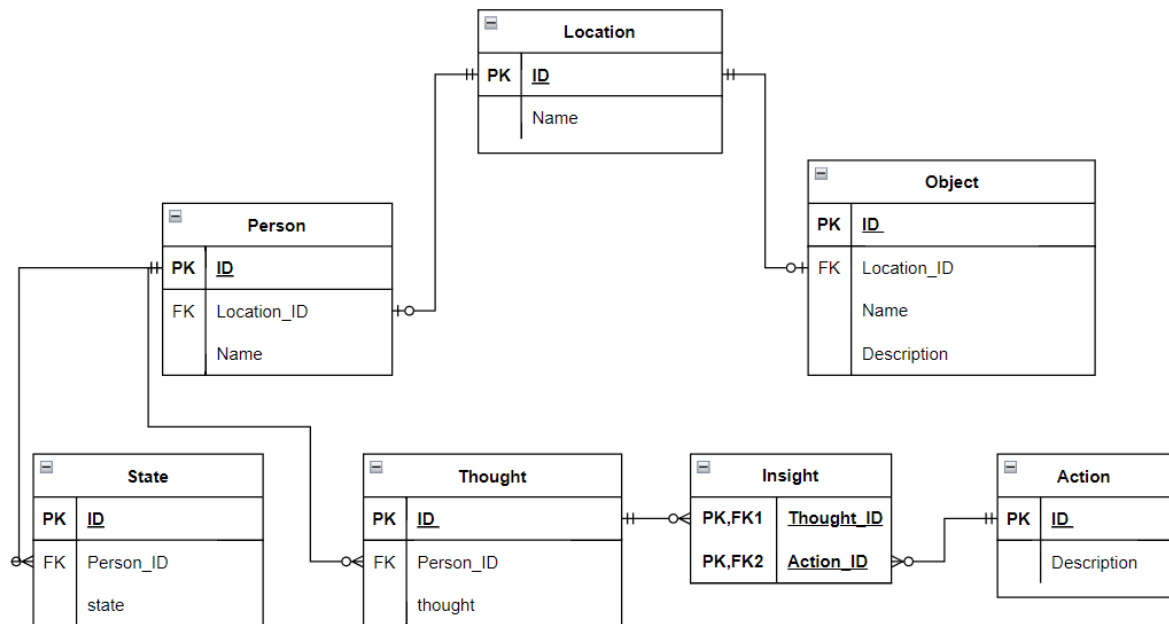 Location
PK ID
Name
Object
PK ID
FK Location_ID
Name
Description
Person
PK ID
FK Location_ID
Name
State
PK ID
FK Person_ID
state
Thought
PK ID
FK Person_ID
thought
Insight
PK,FK1 Thought_ID
PK,FK2 Action_ID
Action
PK ID
Description